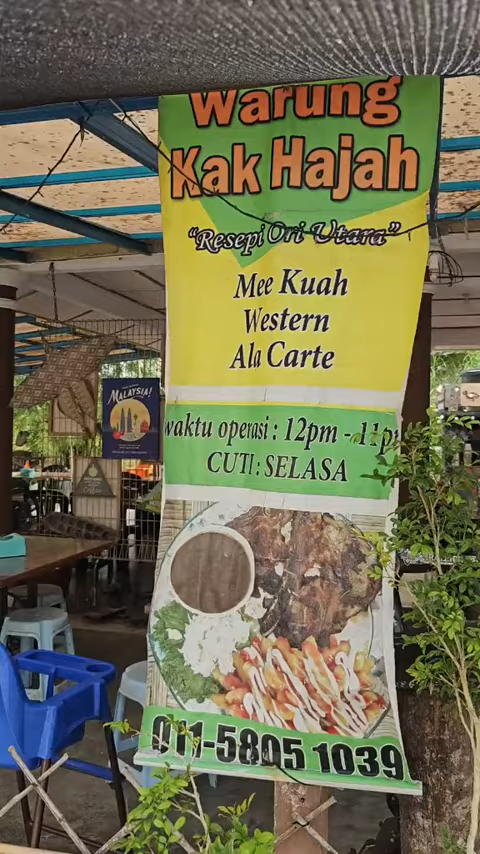 Warung
Kak Hajah
"Resepi Ori Utara"
Mee Kuah
Western
Ala Carte
waktu operasi : 12pm - 11pm
CUTI : SELASA
011-5805 1039
MALAYSIA!